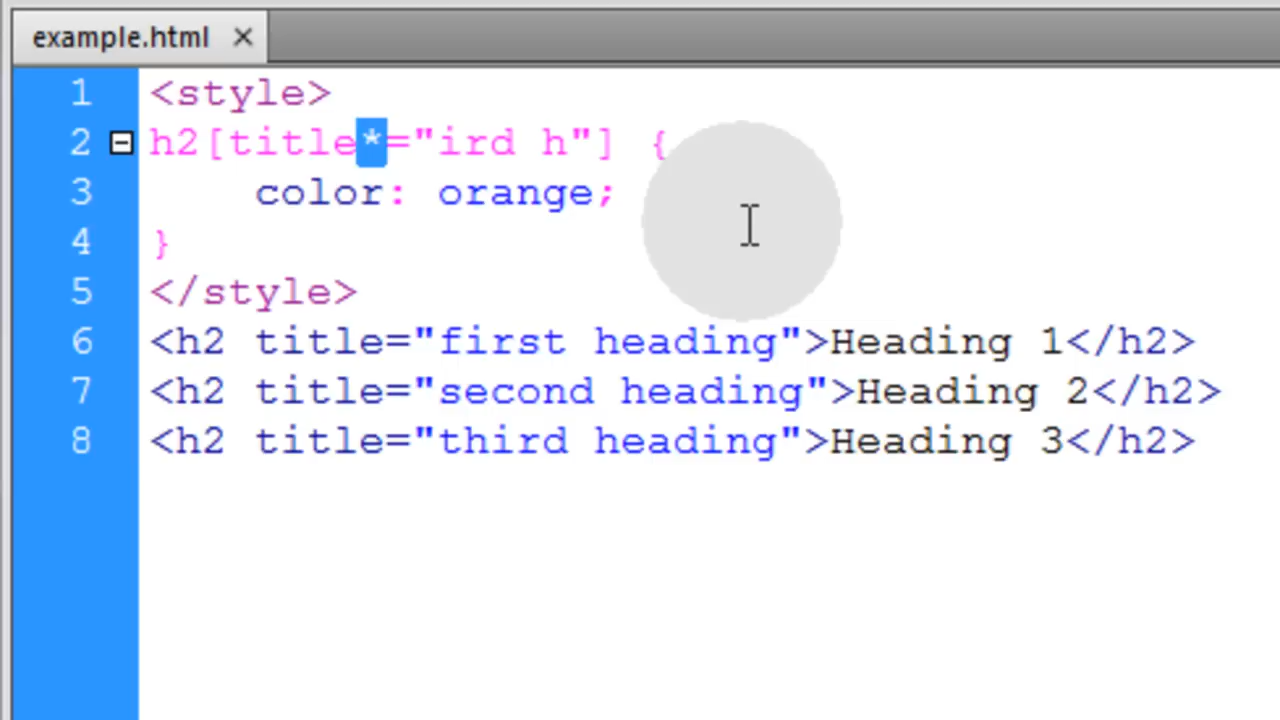 example.html ×
1 <style>
2 h2[title*="ird h"] {
3     color: orange;
4 }
5 </style>
6 <h2 title="first heading">Heading 1</h2>
7 <h2 title="second heading">Heading 2</h2>
8 <h2 title="third heading">Heading 3</h2>